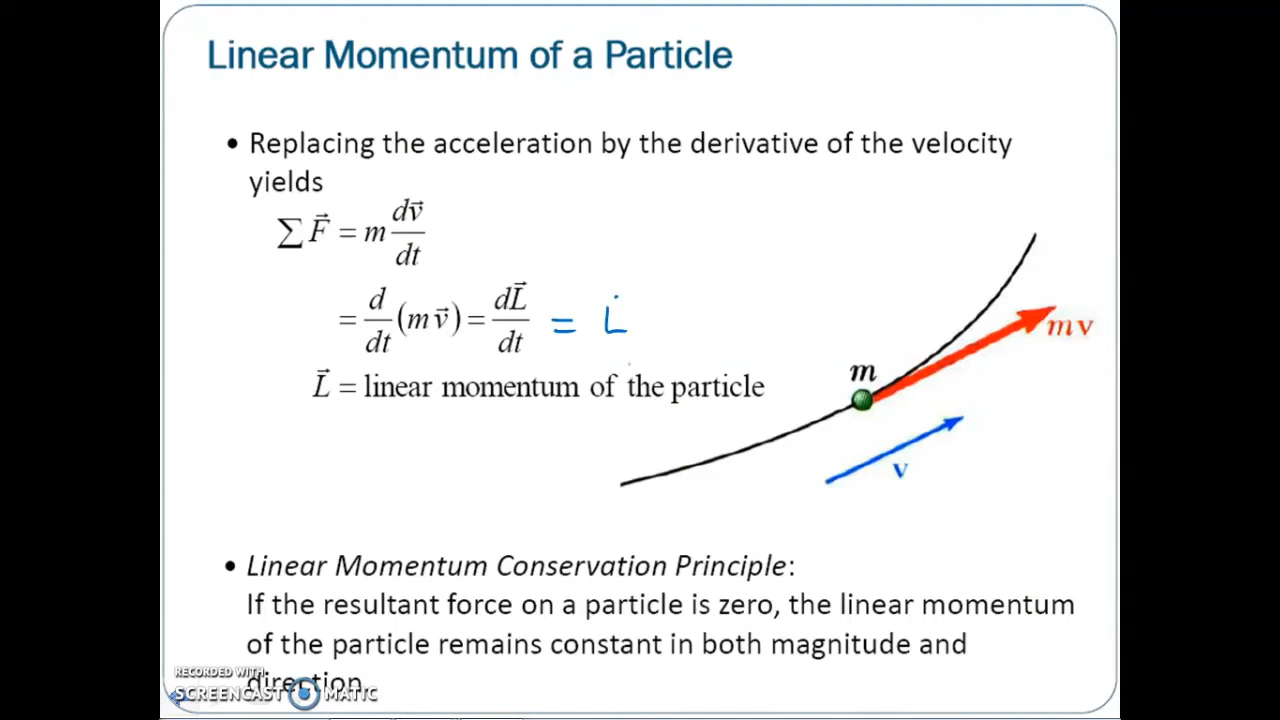 Linear Momentum of a Particle
• Replacing the acceleration by the derivative of the velocity
yields
∑ F⃗ = m dv⃗/dt
= d/dt (m v⃗) = dL⃗/dt = L̇
L⃗ = linear momentum of the particle
m
mv
v
• Linear Momentum Conservation Principle:
If the resultant force on a particle is zero, the linear momentum
of the particle remains constant in both magnitude and
direction
RECORDED WITH
SCREENCAST MATIC